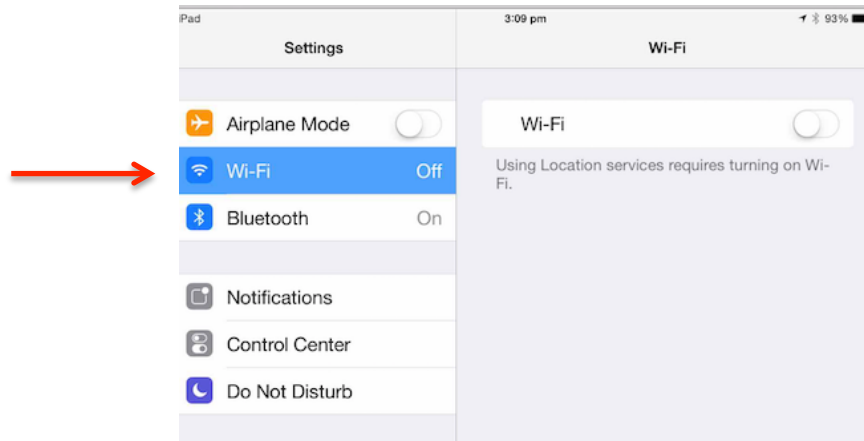 iPad 3:09 pm 93%
Settings
Wi-Fi
Airplane Mode
Wi-Fi Off
Bluetooth On
Notifications
Control Center
Do Not Disturb
Wi-Fi
Using Location services requires turning on Wi-
Fi.